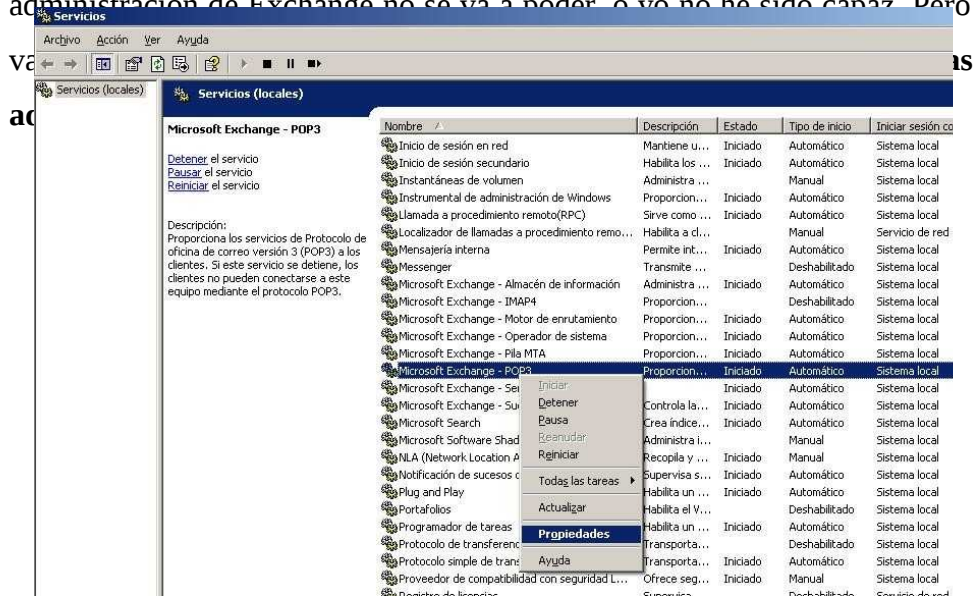 administración de Exchange no se va a poder, o yo no he sido capaz. Pero
Servicios
Archivo Acción Ver Ayuda
va
as
Servicios (locales)
Servicios (locales)
ad
Microsoft Exchange - POP3
Detener el servicio
Pausar el servicio
Reiniciar el servicio
Descripción:
Proporciona los servicios de Protocolo de
oficina de correo versión 3 (POP3) a los
clientes. Si este servicio se detiene, los
clientes no pueden conectarse a este
equipo mediante el protocolo POP3.
Nombre Descripción Estado Tipo de inicio Iniciar sesión co
Inicio de sesión en red Mantiene u... Iniciado Automático Sistema local
Inicio de sesión secundario Habilita los ... Iniciado Automático Sistema local
Instantáneas de volumen Administra ... Manual Sistema local
Instrumental de administración de Windows Proporcion... Iniciado Automático Sistema local
Llamada a procedimiento remoto(RPC) Sirve como ... Iniciado Automático Sistema local
Localizador de llamadas a procedimiento remo... Habilita a cl... Manual Servicio de red
Mensajería interna Permite int... Iniciado Automático Sistema local
Messenger Transmite ... Deshabilitado Sistema local
Microsoft Exchange - Almacén de información Administra ... Iniciado Automático Sistema local
Microsoft Exchange - IMAP4 Proporcion... Deshabilitado Sistema local
Microsoft Exchange - Motor de enrutamiento Proporcion... Iniciado Automático Sistema local
Microsoft Exchange - Operador de sistema Proporcion... Iniciado Automático Sistema local
Microsoft Exchange - Pila MTA Proporcion... Iniciado Automático Sistema local
Microsoft Exchange - POP3 Proporcion... Iniciado Automático Sistema local
Microsoft Exchange - Ser Iniciado Automático Sistema local
Microsoft Exchange - Su Controla la... Iniciado Automático Sistema local
Microsoft Search Crea índice... Iniciado Automático Sistema local
Microsoft Software Shad Administra i... Manual Sistema local
NLA (Network Location A Recopila y ... Iniciado Manual Sistema local
Notificación de sucesos d Supervisa s... Iniciado Automático Sistema local
Plug and Play Habilita un ... Iniciado Automático Sistema local
Portafolios Habilita el V... Deshabilitado Sistema local
Programador de tareas Habilita un ... Iniciado Automático Sistema local
Protocolo de transferenc Transporta... Deshabilitado Sistema local
Protocolo simple de trans Transporta... Iniciado Automático Sistema local
Proveedor de compatibilidad con seguridad L... Ofrece seg... Iniciado Manual Sistema local
Registro de licencias Supervisa Deshabilitado Servicio de red
Iniciar
Detener
Pausa
Reanudar
Reiniciar
Todas las tareas
Actualizar
Propiedades
Ayuda